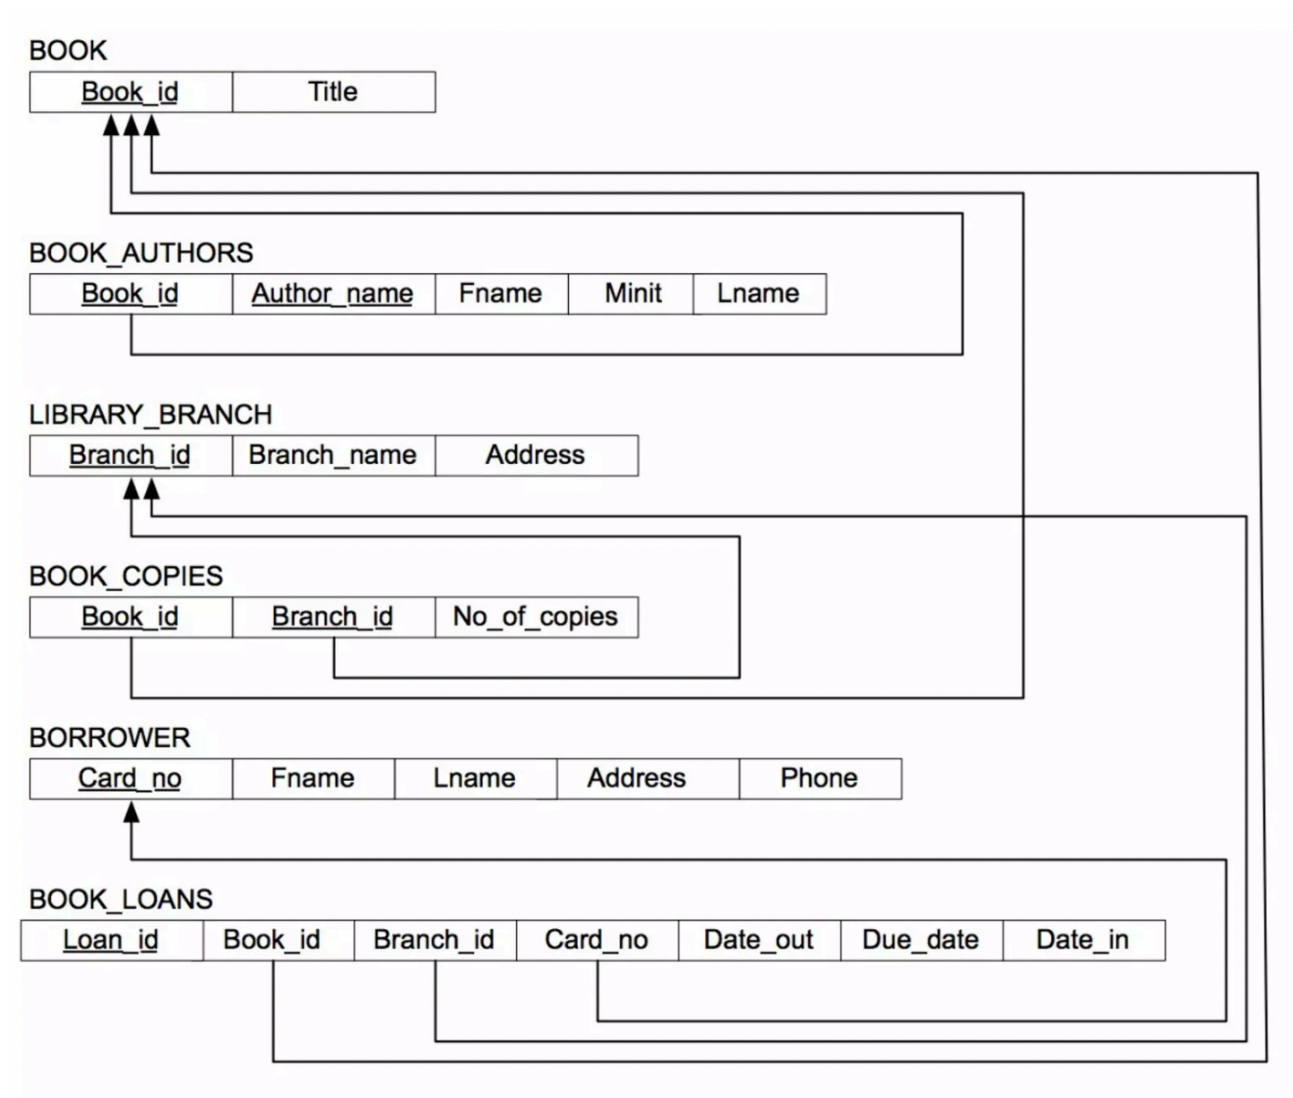 BOOK
Book_id Title
BOOK_AUTHORS
Book_id Author_name Fname Minit Lname
LIBRARY_BRANCH
Branch_id Branch_name Address
BOOK_COPIES
Book_id Branch_id No_of_copies
BORROWER
Card_no Fname Lname Address Phone
BOOK_LOANS
Loan_id Book_id Branch_id Card_no Date_out Due_date Date_in